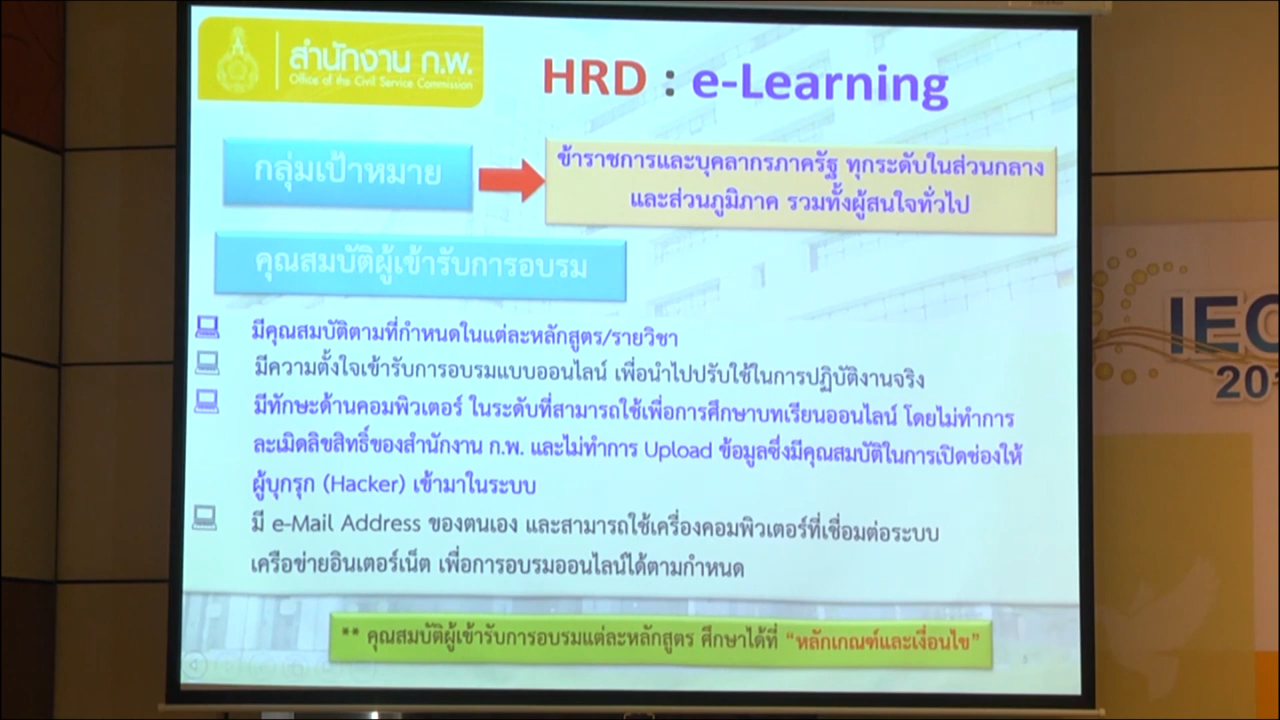 สำนักงาน ก.พ.
Office of the Civil Service Commission
HRD : e-Learning
กลุ่มเป้าหมาย
ข้าราชการและบุคลากรภาครัฐ ทุกระดับในส่วนกลาง
และส่วนภูมิภาค รวมทั้งผู้สนใจทั่วไป
คุณสมบัติผู้เข้ารับการอบรม
มีคุณสมบัติตามที่กำหนดในแต่ละหลักสูตร/รายวิชา
มีความตั้งใจเข้ารับการอบรมแบบออนไลน์ เพื่อนำไปปรับใช้ในการปฏิบัติงานจริง
มีทักษะด้านคอมพิวเตอร์ ในระดับที่สามารถใช้เพื่อการศึกษาบทเรียนออนไลน์ โดยไม่ทำการ
ละเมิดลิขสิทธิ์ของสำนักงาน ก.พ. และไม่ทำการ Upload ข้อมูลซึ่งมีคุณสมบัติในการเปิดช่องให้
ผู้บุกรุก (Hacker) เข้ามาในระบบ
มี e-Mail Address ของตนเอง และสามารถใช้เครื่องคอมพิวเตอร์ที่เชื่อมต่อระบบ
เครือข่ายอินเตอร์เน็ต เพื่อการอบรมออนไลน์ได้ตามกำหนด
** คุณสมบัติผู้เข้ารับการอบรมแต่ละหลักสูตร ศึกษาได้ที่ “หลักเกณฑ์และเงื่อนไข”
5